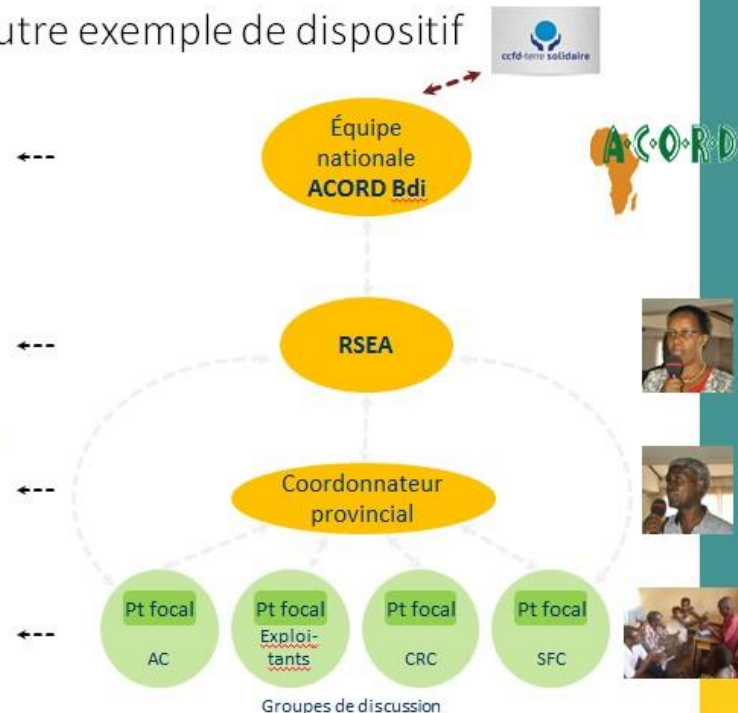 utre exemple de dispositif
ccfd-terre solidaire
Équipe
nationale
ACORD Bdi
A·C·O·R·D
RSEA
Coordonnateur
provincial
Pt focal
AC
Pt focal
Exploi-
tants
Pt focal
CRC
Pt focal
SFC
Groupes de discussion